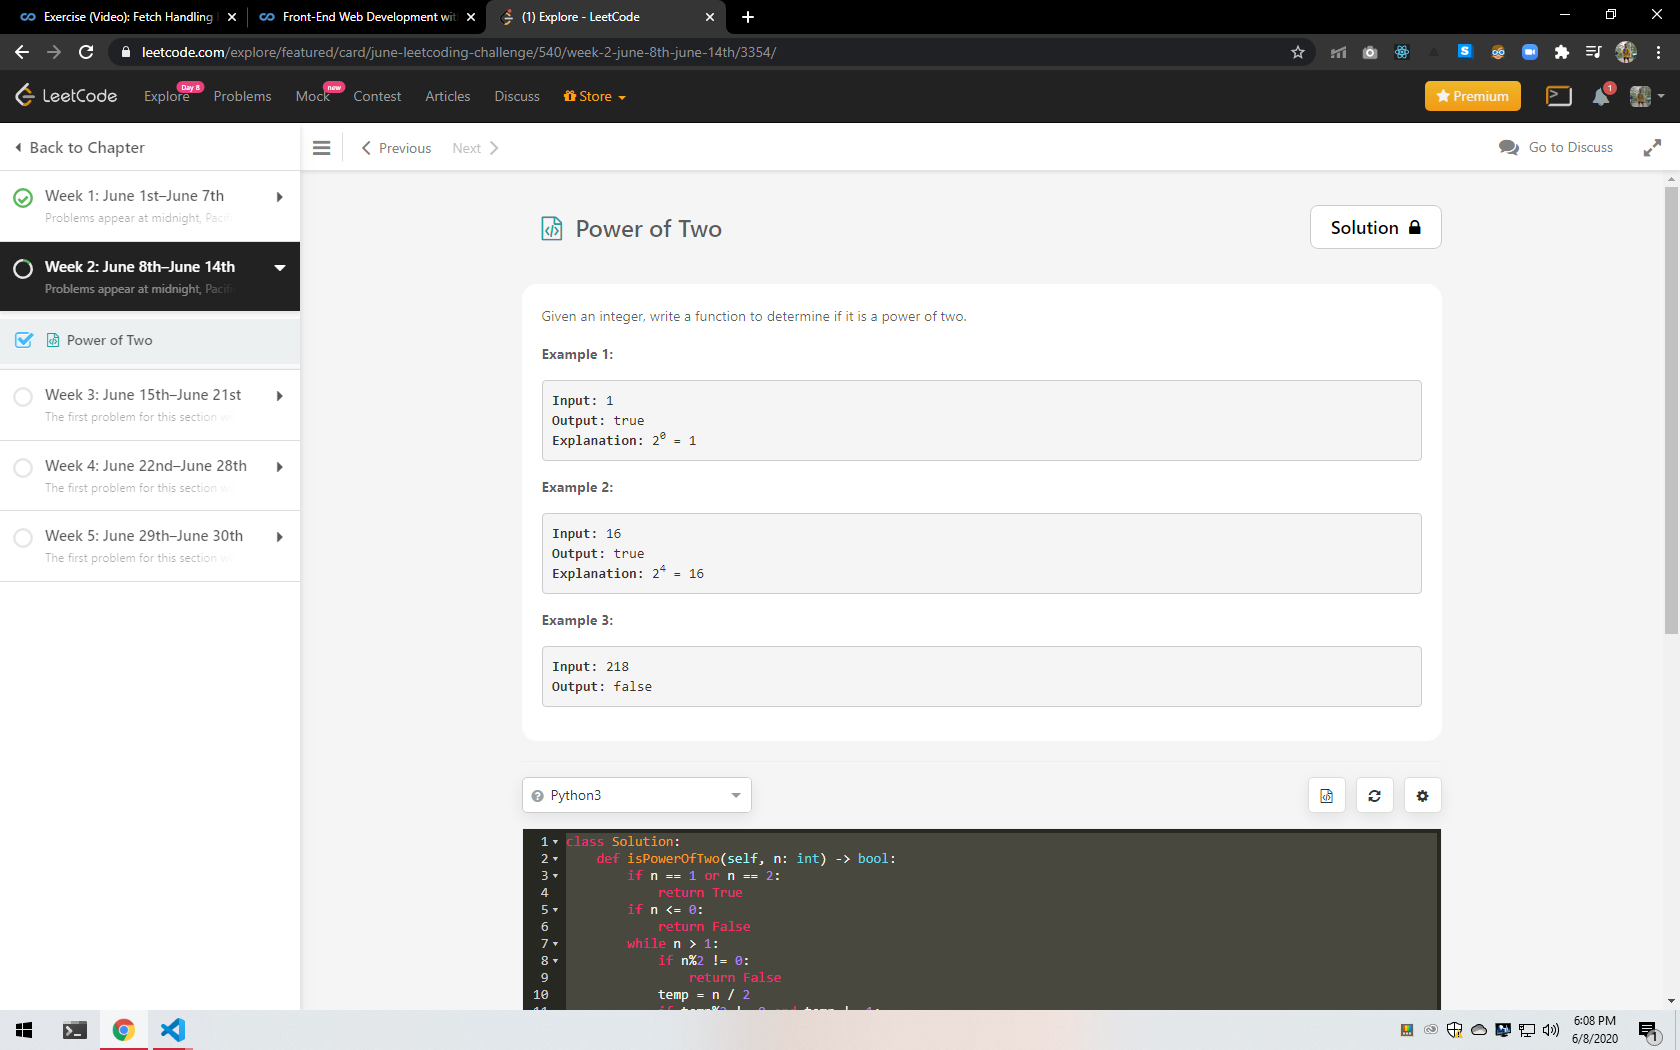 Exercise (Video): Fetch Handling
Front-End Web Development wit
(1) Explore - LeetCode
leetcode.com/explore/featured/card/june-leetcoding-challenge/540/week-2-june-8th-june-14th/3354/
LeetCode
Explore
Day 8
Problems
Mock
new
Contest
Articles
Discuss
Store
Premium
1
Back to Chapter
Previous
Next
Go to Discuss
Week 1: June 1st–June 7th
Problems appear at midnight, Pacifi
Week 2: June 8th–June 14th
Problems appear at midnight, Pacifi
Power of Two
Week 3: June 15th–June 21st
The first problem for this section w
Week 4: June 22nd–June 28th
The first problem for this section w
Week 5: June 29th–June 30th
The first problem for this section w
Power of Two
Solution
Given an integer, write a function to determine if it is a power of two.
Example 1:
Input: 1
Output: true
Explanation: 2⁰ = 1
Example 2:
Input: 16
Output: true
Explanation: 2⁴ = 16
Example 3:
Input: 218
Output: false
Python3
1 class Solution:
2 def isPowerOfTwo(self, n: int) -> bool:
3 if n == 1 or n == 2:
4 return True
5 if n <= 0:
6 return False
7 while n > 1:
8 if n%2 != 0:
9 return False
10 temp = n / 2
6:08 PM
6/8/2020
1